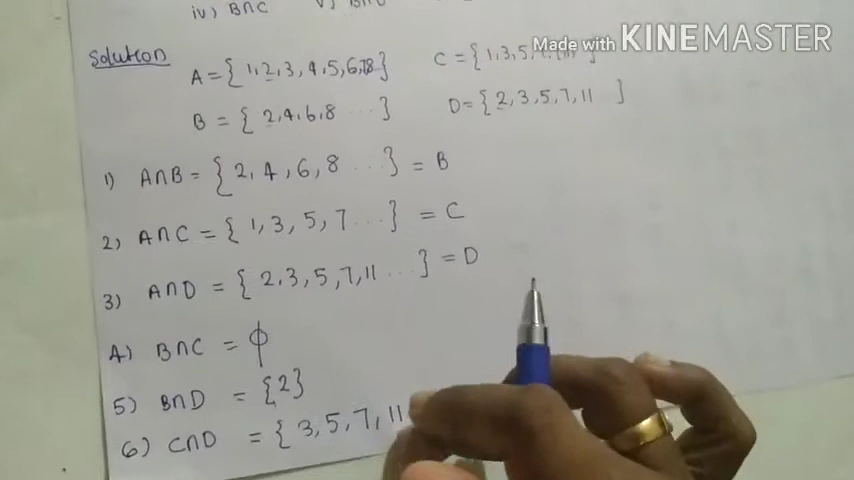 iv) B∩C v) B∩D
Solution
A = { 1, 2, 3, 4, 5, 6, 7, 8 } C = { 1, 3, 5,
Made with KINEMASTER
B = { 2, 4, 6, 8 ... } D = { 2, 3, 5, 7, 11 }
1) A∩B = { 2, 4, 6, 8 ... } = B
2) A∩C = { 1, 3, 5, 7 ... } = C
3) A∩D = { 2, 3, 5, 7, 11 ... } = D
4) B∩C = ϕ
5) B∩D = {2}
6) C∩D = { 3, 5, 7, 11